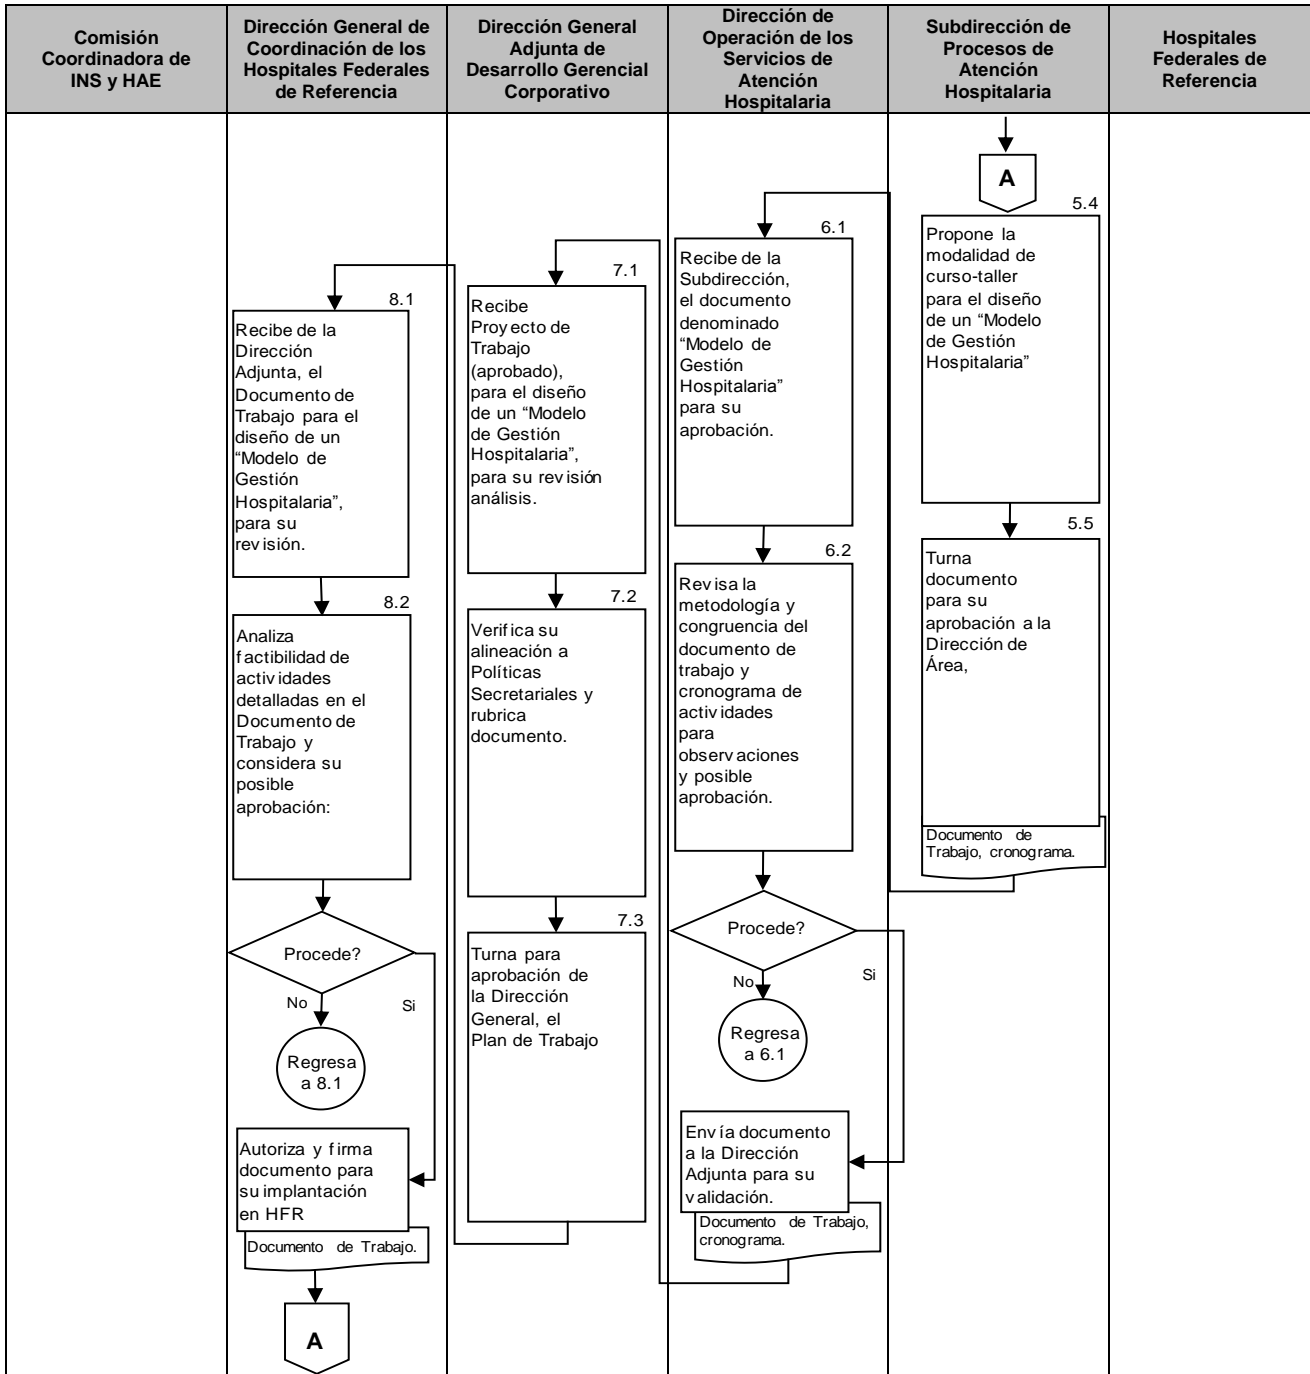 Comisión
Coordinadora de
INS y HAE
Dirección General de
Coordinación de los
Hospitales Federales
de Referencia
Dirección General
Adjunta de
Desarrollo Gerencial
Corporativo
Dirección de
Operación de los
Servicios de
Atención
Hospitalaria
Subdirección de
Procesos de
Atención
Hospitalaria
Hospitales
Federales de
Referencia
A
5.4
Propone la
modalidad de
curso-taller
para el diseño
de un “Modelo
de Gestión
Hospitalaria”
5.5
Turna
documento
para su
aprobación a la
Dirección de
Área,
Documento de
Trabajo, cronograma.
6.1
Recibe de la
Subdirección,
el documento
denominado
“Modelo de
Gestión
Hospitalaria”
para su
aprobación.
6.2
Revisa la
metodología y
congruencia del
documento de
trabajo y
cronograma de
actividades
para
observaciones
y posible
aprobación.
Procede?
No
Si
Regresa
a 6.1
Envía documento
a la Dirección
Adjunta para su
validación.
Documento de Trabajo,
cronograma.
7.1
Recibe
Proyecto de
Trabajo
(aprobado),
para el diseño
de un “Modelo
de Gestión
Hospitalaria”,
para su revisión
análisis.
7.2
Verifica su
alineación a
Políticas
Secretariales y
rubrica
documento.
7.3
Turna para
aprobación de
la Dirección
General, el
Plan de Trabajo
8.1
Recibe de la
Dirección
Adjunta, el
Documento de
Trabajo para el
diseño de un
“Modelo de
Gestión
Hospitalaria”,
para su
revisión.
8.2
Analiza
factibilidad de
actividades
detalladas en el
Documento de
Trabajo y
considera su
posible
aprobación:
Procede?
No
Si
Regresa
a 8.1
Autoriza y firma
documento para
su implantación
en HFR
Documento de Trabajo.
A